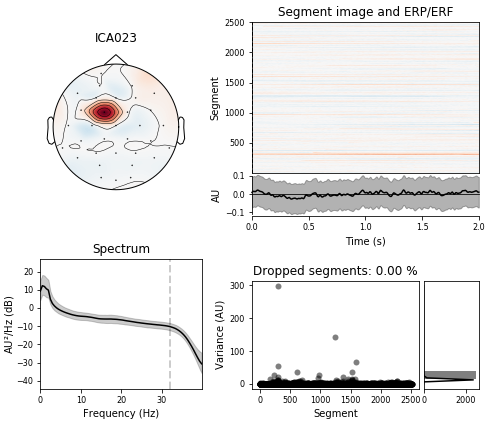 ICA023
Segment image and ERP/ERF
Segment
2500
2000
1500
1000
500
AU
0.1
0.0
−0.1
0.0 0.5 1.0 1.5 2.0
Time (s)
Spectrum
AU²/Hz (dB)
20
10
0
−10
−20
−30
−40
0 10 20 30
Frequency (Hz)
Dropped segments: 0.00 %
Variance (AU)
300
200
100
0
0 500 1000 1500 2000 2500
Segment
0 2000